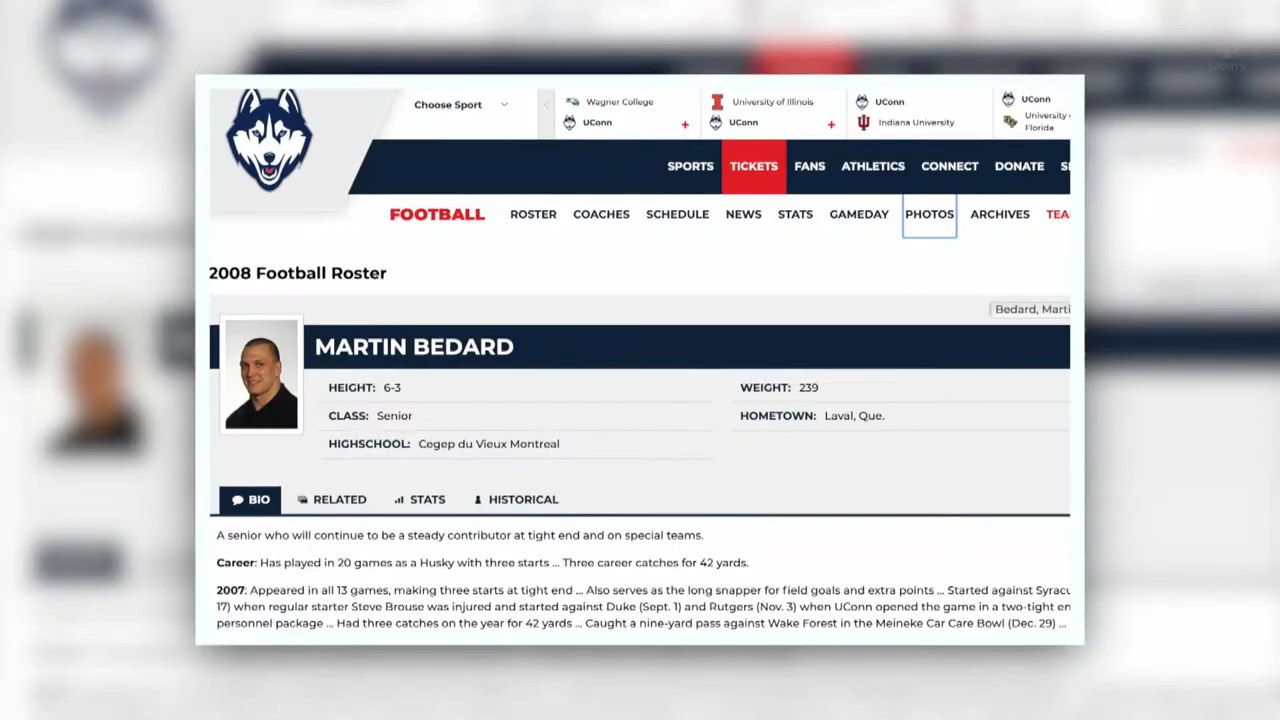 Choose Sport
Wagner College
UConn +
University of Illinois
UConn +
UConn
Indiana University
UConn
University
Florida
SPORTS TICKETS FANS ATHLETICS CONNECT DONATE
FOOTBALL ROSTER COACHES SCHEDULE NEWS STATS GAMEDAY PHOTOS ARCHIVES TEA
2008 Football Roster
Bedard, Marti
MARTIN BEDARD
HEIGHT: 6-3 WEIGHT: 239
CLASS: Senior HOMETOWN: Laval, Que.
HIGHSCHOOL: Cegep du Vieux Montreal
BIO RELATED STATS HISTORICAL
A senior who will continue to be a steady contributor at tight end and on special teams.
Career: Has played in 20 games as a Husky with three starts ... Three career catches for 42 yards.
2007: Appeared in all 13 games, making three starts at tight end ... Also serves as the long snapper for field goals and extra points ... Started against Syracu
17) when regular starter Steve Brouse was injured and started against Duke (Sept. 1) and Rutgers (Nov. 3) when UConn opened the game in a two-tight en
personnel package ... Had three catches on the year for 42 yards ... Caught a nine-yard pass against Wake Forest in the Meineke Car Care Bowl (Dec. 29) ...
SPORTS